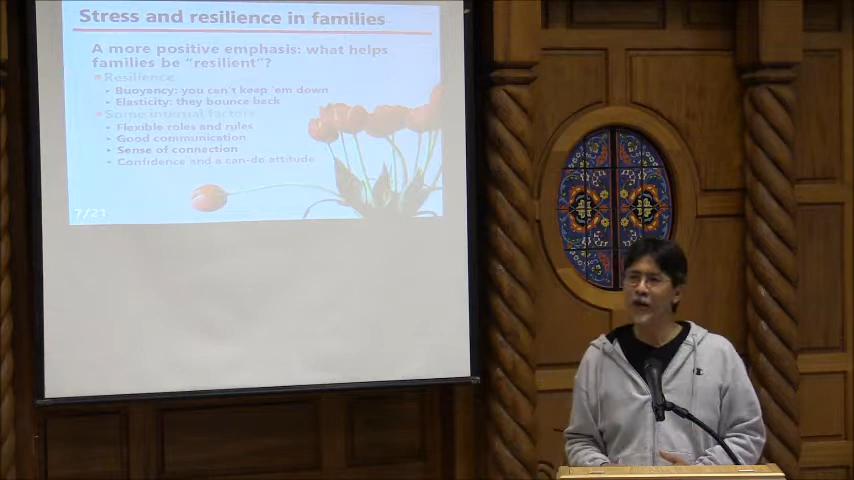 Stress and resilience in families
A more positive emphasis: what helps
families be "resilient"?
Resilience
Buoyancy: you can't keep 'em down
Elasticity: they bounce back
Some inusual factors
Flexible roles and rules
Good communication
Sense of connection
Confidence and a can-do attitude
7/21